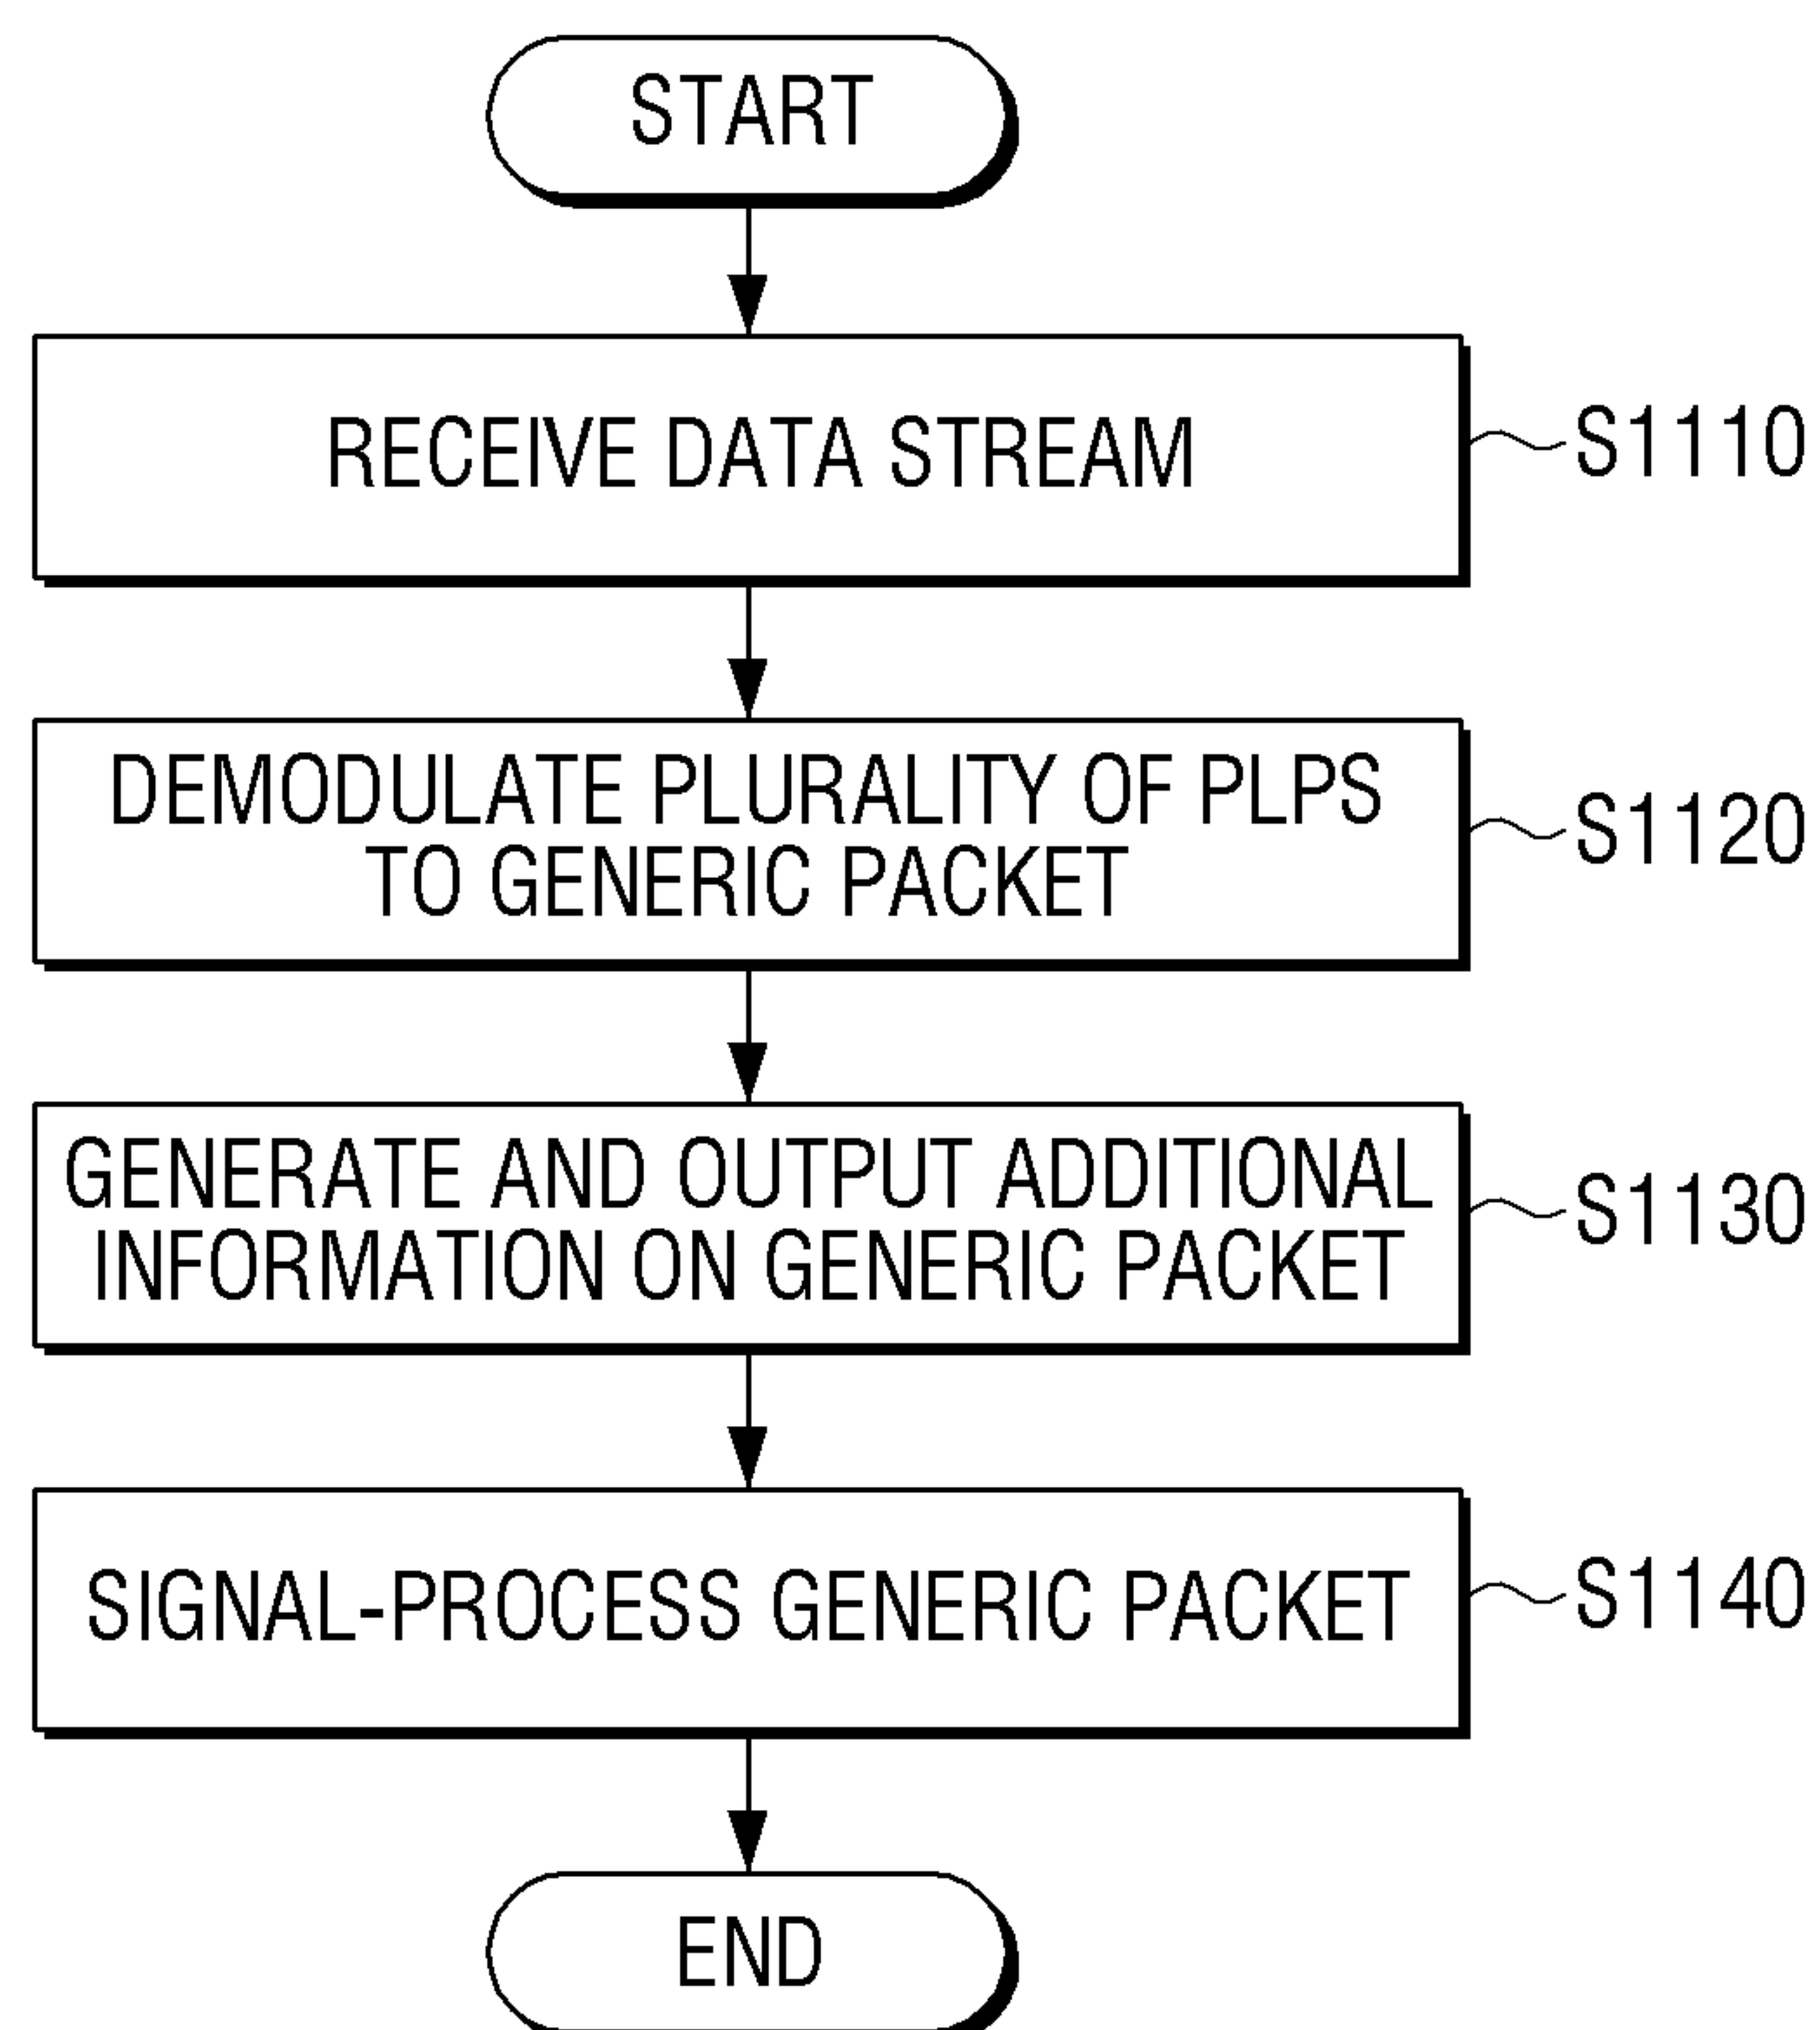 START
RECEIVE DATA STREAM
S1110
DEMODULATE PLURALITY OF PLPS
TO GENERIC PACKET
S1120
GENERATE AND OUTPUT ADDITIONAL
INFORMATION ON GENERIC PACKET
S1130
SIGNAL-PROCESS GENERIC PACKET
S1140
END